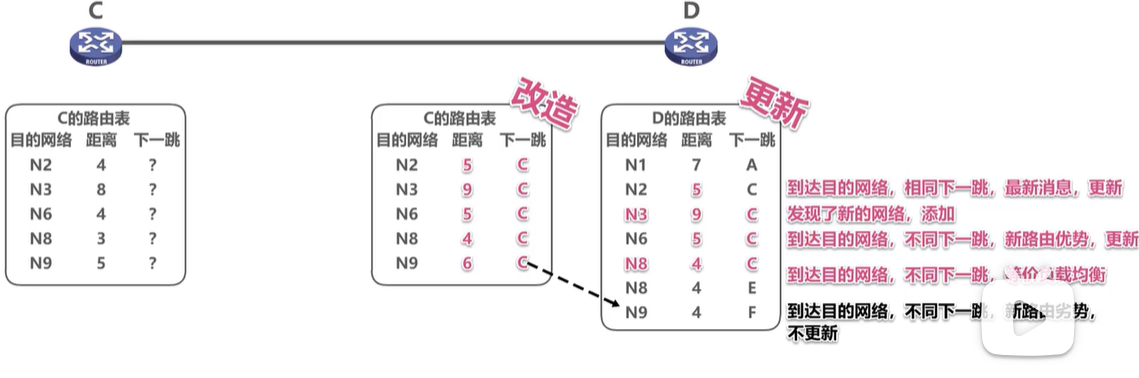 C
D
ROUTER
ROUTER
改造
更新
C的路由表
目的网络 距离 下一跳
N2 4 ?
N3 8 ?
N6 4 ?
N8 3 ?
N9 5 ?
C的路由表
目的网络 距离 下一跳
N2 5 C
N3 9 C
N6 5 C
N8 4 C
N9 6 C
D的路由表
目的网络 距离 下一跳
N1 7 A
N2 5 C
N3 9 C
N6 5 C
N8 4 C
N8 4 E
N9 4 F
到达目的网络，相同下一跳，最新消息，更新
发现了新的网络，添加
到达目的网络，不同下一跳，新路由优势，更新
到达目的网络，不同下一跳，等价负载均衡
到达目的网络，不同下一跳，新路由劣势，
不更新